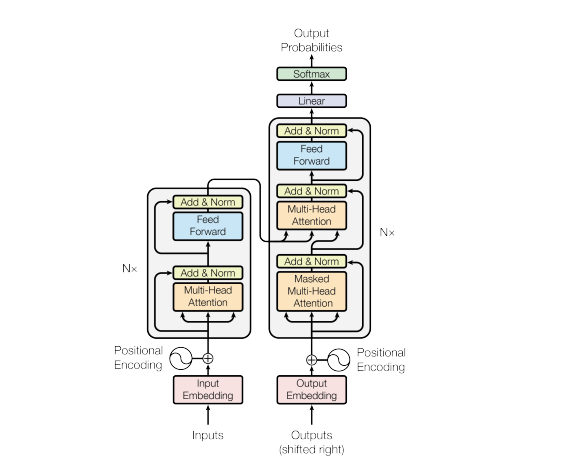 Output
Probabilities
Softmax
Linear
Add & Norm
Feed
Forward
Add & Norm
Multi-Head
Attention
Add & Norm
Masked
Multi-Head
Attention
N×
Add & Norm
Feed
Forward
Add & Norm
Multi-Head
Attention
N×
Positional
Encoding
Positional
Encoding
Input
Embedding
Output
Embedding
Inputs
Outputs
(shifted right)